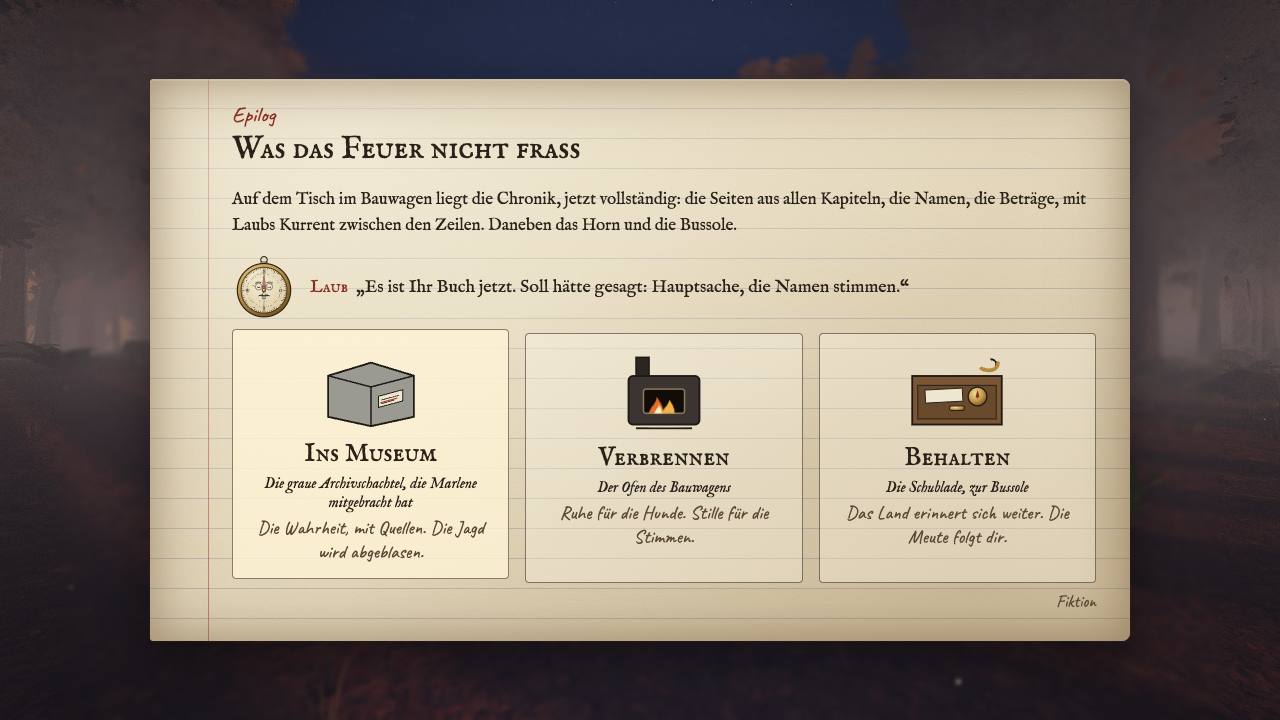 Epilog
Was das Feuer nicht frass
Auf dem Tisch im Bauwagen liegt die Chronik, jetzt vollständig: die Seiten aus allen Kapiteln, die Namen, die Beträge, mit
Laubs Kurrent zwischen den Zeilen. Daneben das Horn und die Bussole.
Laub „Es ist Ihr Buch jetzt. Soll hätte gesagt: Hauptsache, die Namen stimmen.“
Ins Museum
Die graue Archivschachtel, die Marlene
mitgebracht hat
Die Wahrheit, mit Quellen. Die Jagd
wird abgeblasen.
Verbrennen
Der Ofen des Bauwagens
Ruhe für die Hunde. Stille für die
Stimmen.
Behalten
Die Schublade, zur Bussole
Das Land erinnert sich weiter. Die
Meute folgt dir.
Fiktion